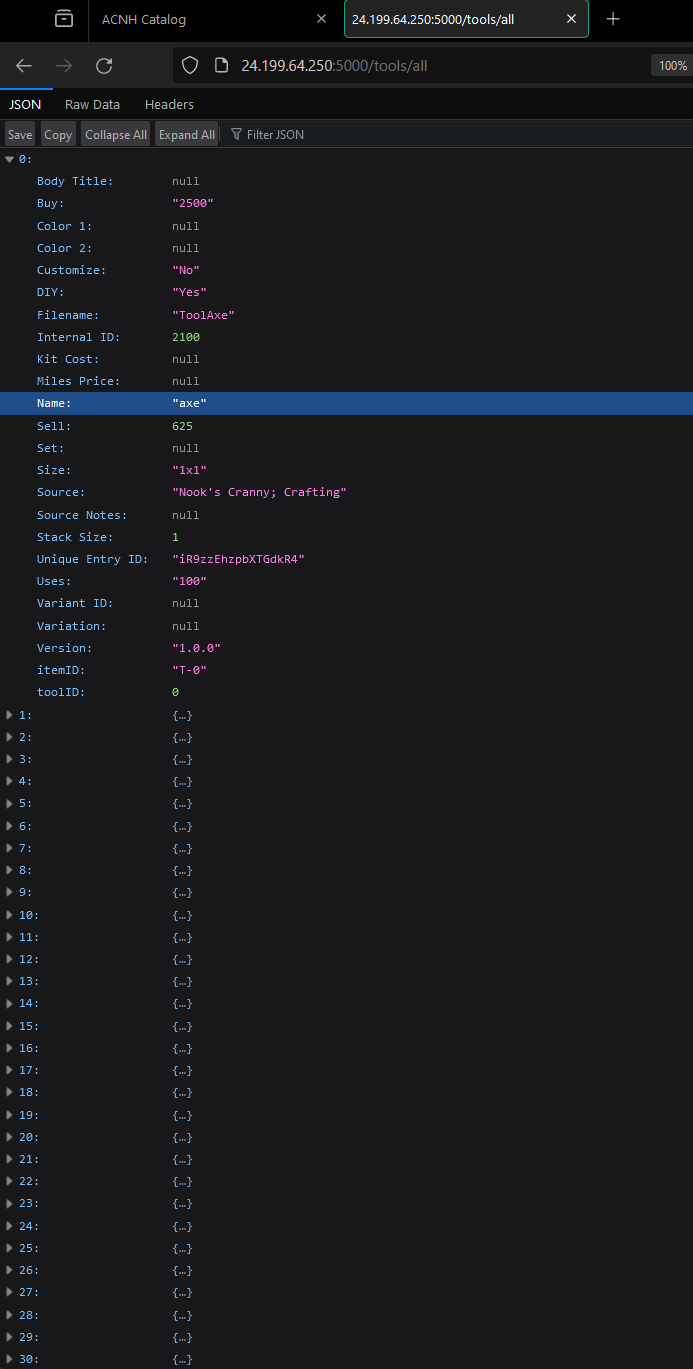 ACNH Catalog
24.199.64.250:5000/tools/all
24.199.64.250:5000/tools/all 100%
JSON Raw Data Headers
Save Copy Collapse All Expand All Filter JSON
0:
Body Title: null
Buy: "2500"
Color 1: null
Color 2: null
Customize: "No"
DIY: "Yes"
Filename: "ToolAxe"
Internal ID: 2100
Kit Cost: null
Miles Price: null
Name: "axe"
Sell: 625
Set: null
Size: "1x1"
Source: "Nook's Cranny; Crafting"
Source Notes: null
Stack Size: 1
Unique Entry ID: "iR9zzEhzpbXTGdkR4"
Uses: "100"
Variant ID: null
Variation: null
Version: "1.0.0"
itemID: "T-0"
toolID: 0
1: {…}
2: {…}
3: {…}
4: {…}
5: {…}
6: {…}
7: {…}
8: {…}
9: {…}
10: {…}
11: {…}
12: {…}
13: {…}
14: {…}
15: {…}
16: {…}
17: {…}
18: {…}
19: {…}
20: {…}
21: {…}
22: {…}
23: {…}
24: {…}
25: {…}
26: {…}
27: {…}
28: {…}
29: {…}
30: {…}